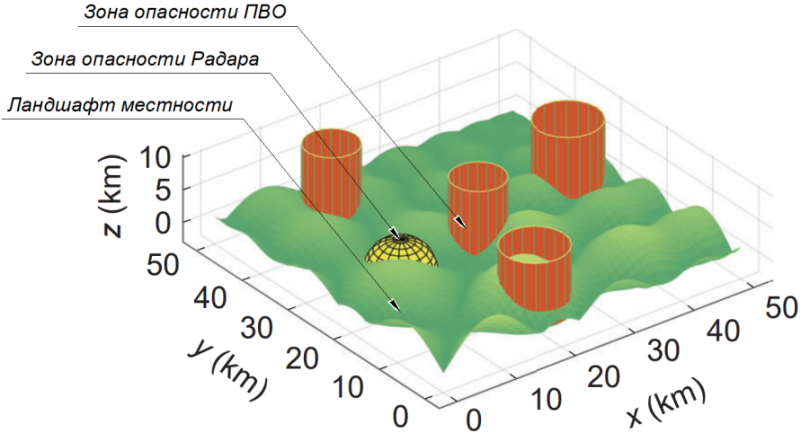 Зона опасности ПВО
Зона опасности Радара
Ландшафт местности
z (km)
10
5
0
50
40
30
20
10
0
y (km)
0
10
20
30
40
50
x (km)